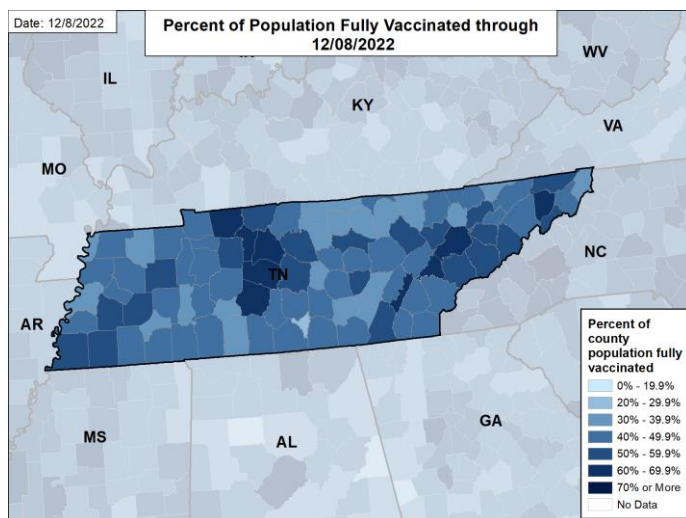 Date: 12/8/2022
Percent of Population Fully Vaccinated through
12/08/2022
WV
IL
KY
VA
MO
TN
NC
AR
MS
AL
GA
Percent of
county
population fully
vaccinated
0% - 19.9%
20% - 29.9%
30% - 39.9%
40% - 49.9%
50% - 59.9%
60% - 69.9%
70% or More
No Data